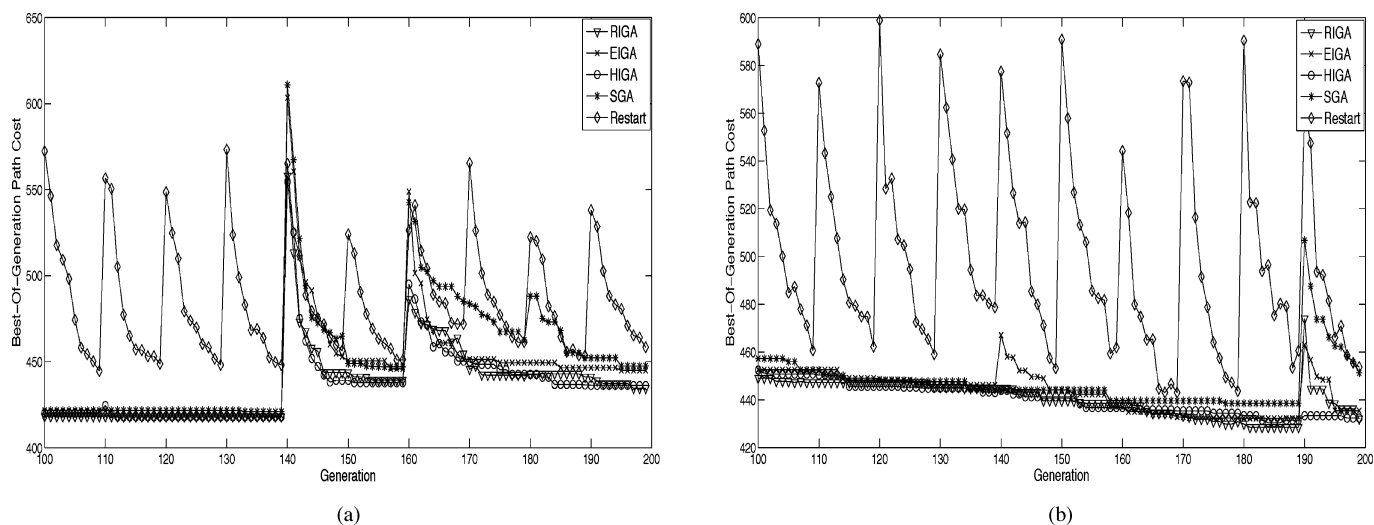 650
600
550
500
450
400
100
110
120
130
140
150
160
170
180
190
200
Best−Of−Generation Path Cost
Generation
RIGA
EIGA
HIGA
SGA
Restart
(a)
600
580
560
540
520
500
480
460
440
420
100
110
120
130
140
150
160
170
180
190
200
Best−Of−Generation Path Cost
Generation
RIGA
EIGA
HIGA
SGA
Restart
(b)